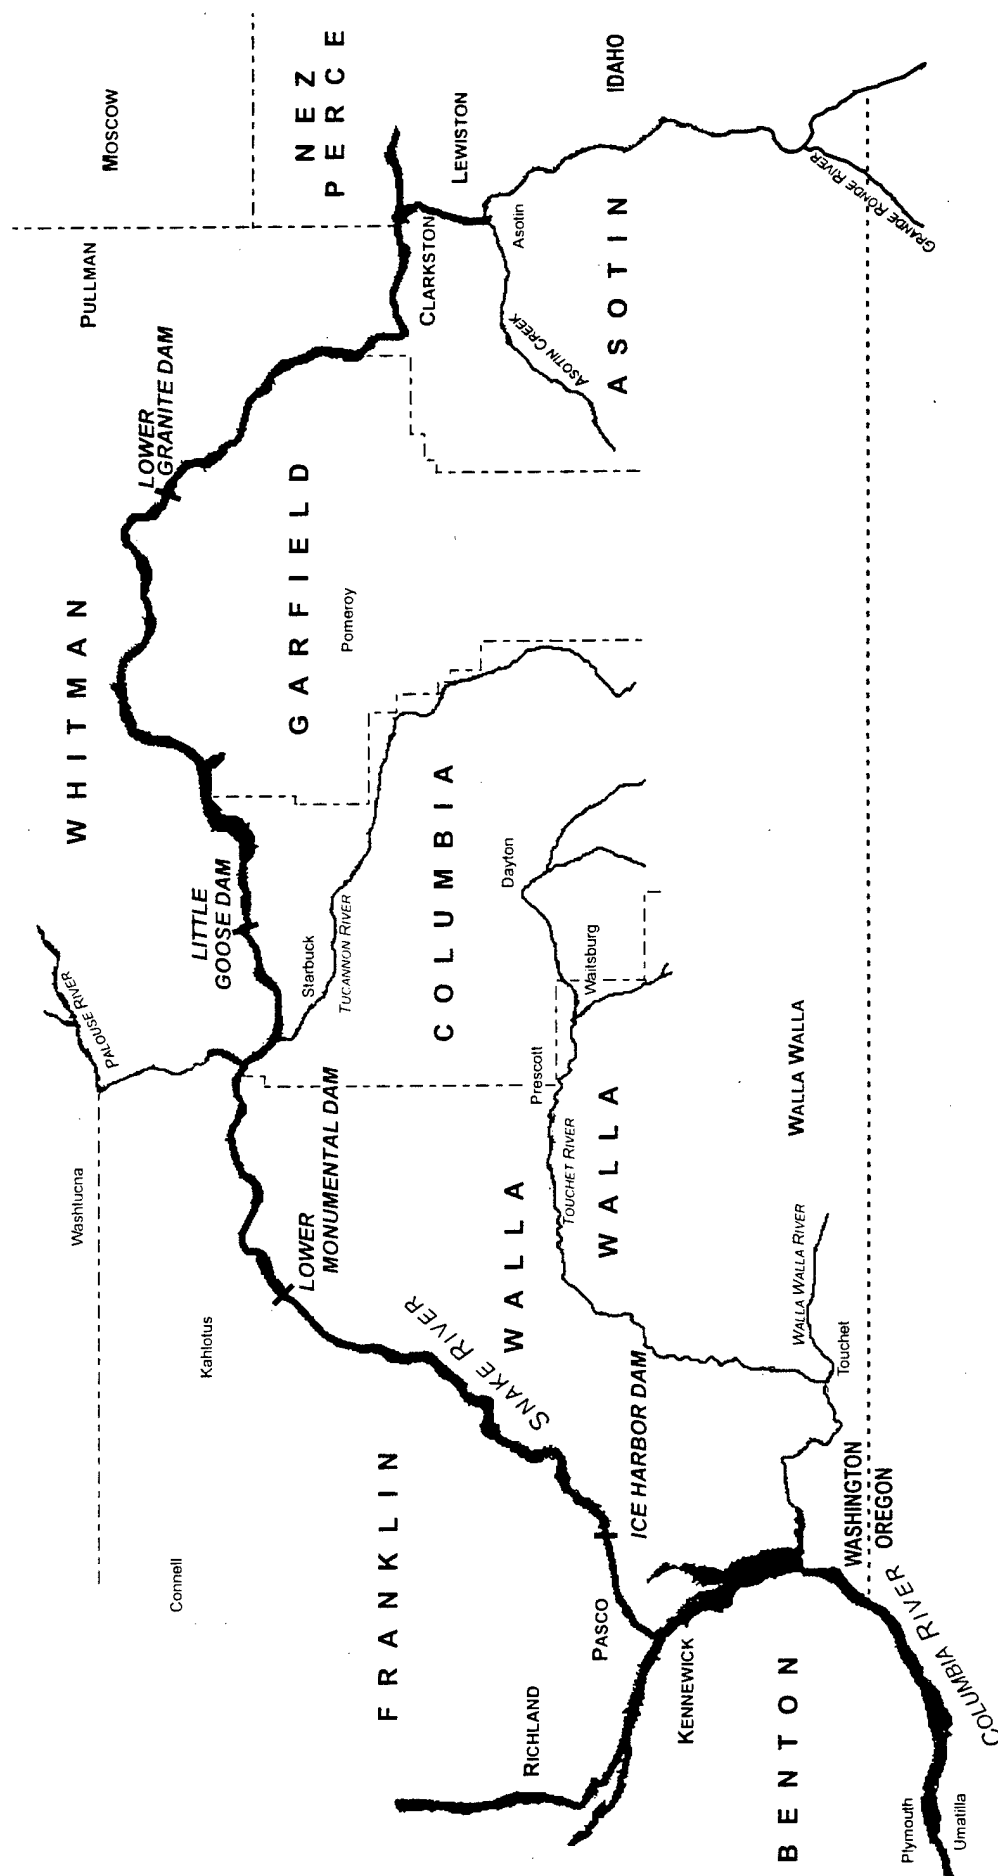 MOSCOW
PULLMAN
NEZ
PERCE
LEWISTON
IDAHO
CLARKSTON
Asotin
ASOTIN CREEK
ASOTIN
GRANDE RONDE RIVER
LOWER
GRANITE DAM
WHITMAN
GARFIELD
Pomeroy
LITTLE
GOOSE DAM
PALOUSE RIVER
Starbuck
TUCANNON RIVER
COLUMBIA
Dayton
Waitsburg
Prescott
Washtucna
LOWER
MONUMENTAL DAM
TOUCHET RIVER
WALLA
WALLA
WALLA WALLA
WALLA WALLA RIVER
Touchet
Kahlotus
SNAKE RIVER
Connell
FRANKLIN
ICE HARBOR DAM
PASCO
WASHINGTON
OREGON
RICHLAND
KENNEWICK
BENTON
COLUMBIA RIVER
Plymouth
Umatilla